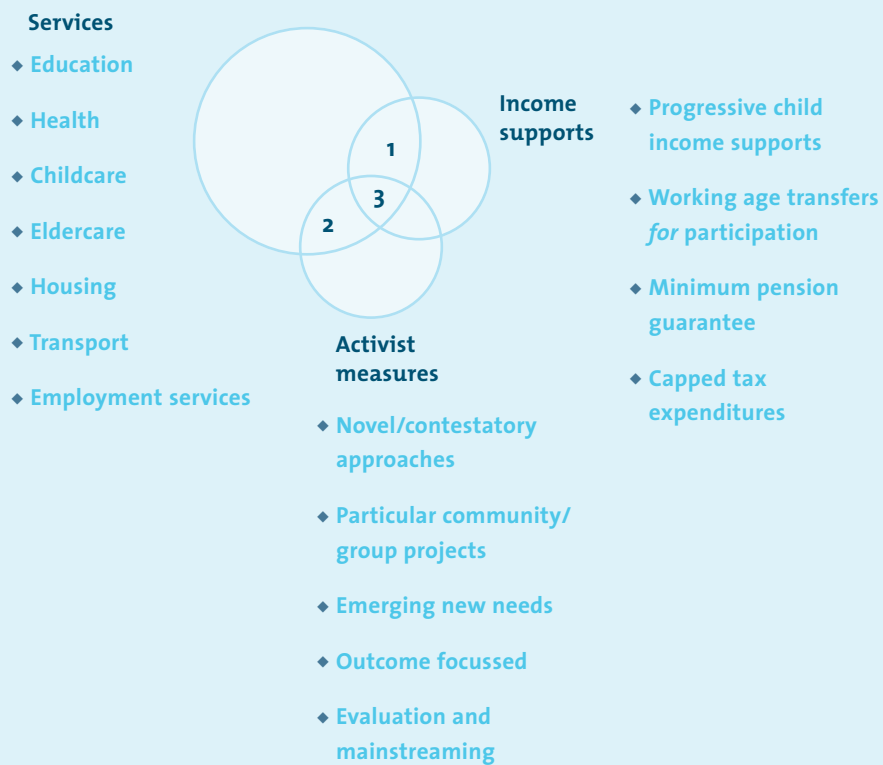 Services
◆ Education
◆ Health
◆ Childcare
◆ Eldercare
◆ Housing
◆ Transport
◆ Employment services
1
2
3
Income
supports
◆ Progressive child
income supports
◆ Working age transfers
for participation
◆ Minimum pension
guarantee
◆ Capped tax
expenditures
Activist
measures
◆ Novel/contestatory
approaches
◆ Particular community/
group projects
◆ Emerging new needs
◆ Outcome focussed
◆ Evaluation and
mainstreaming